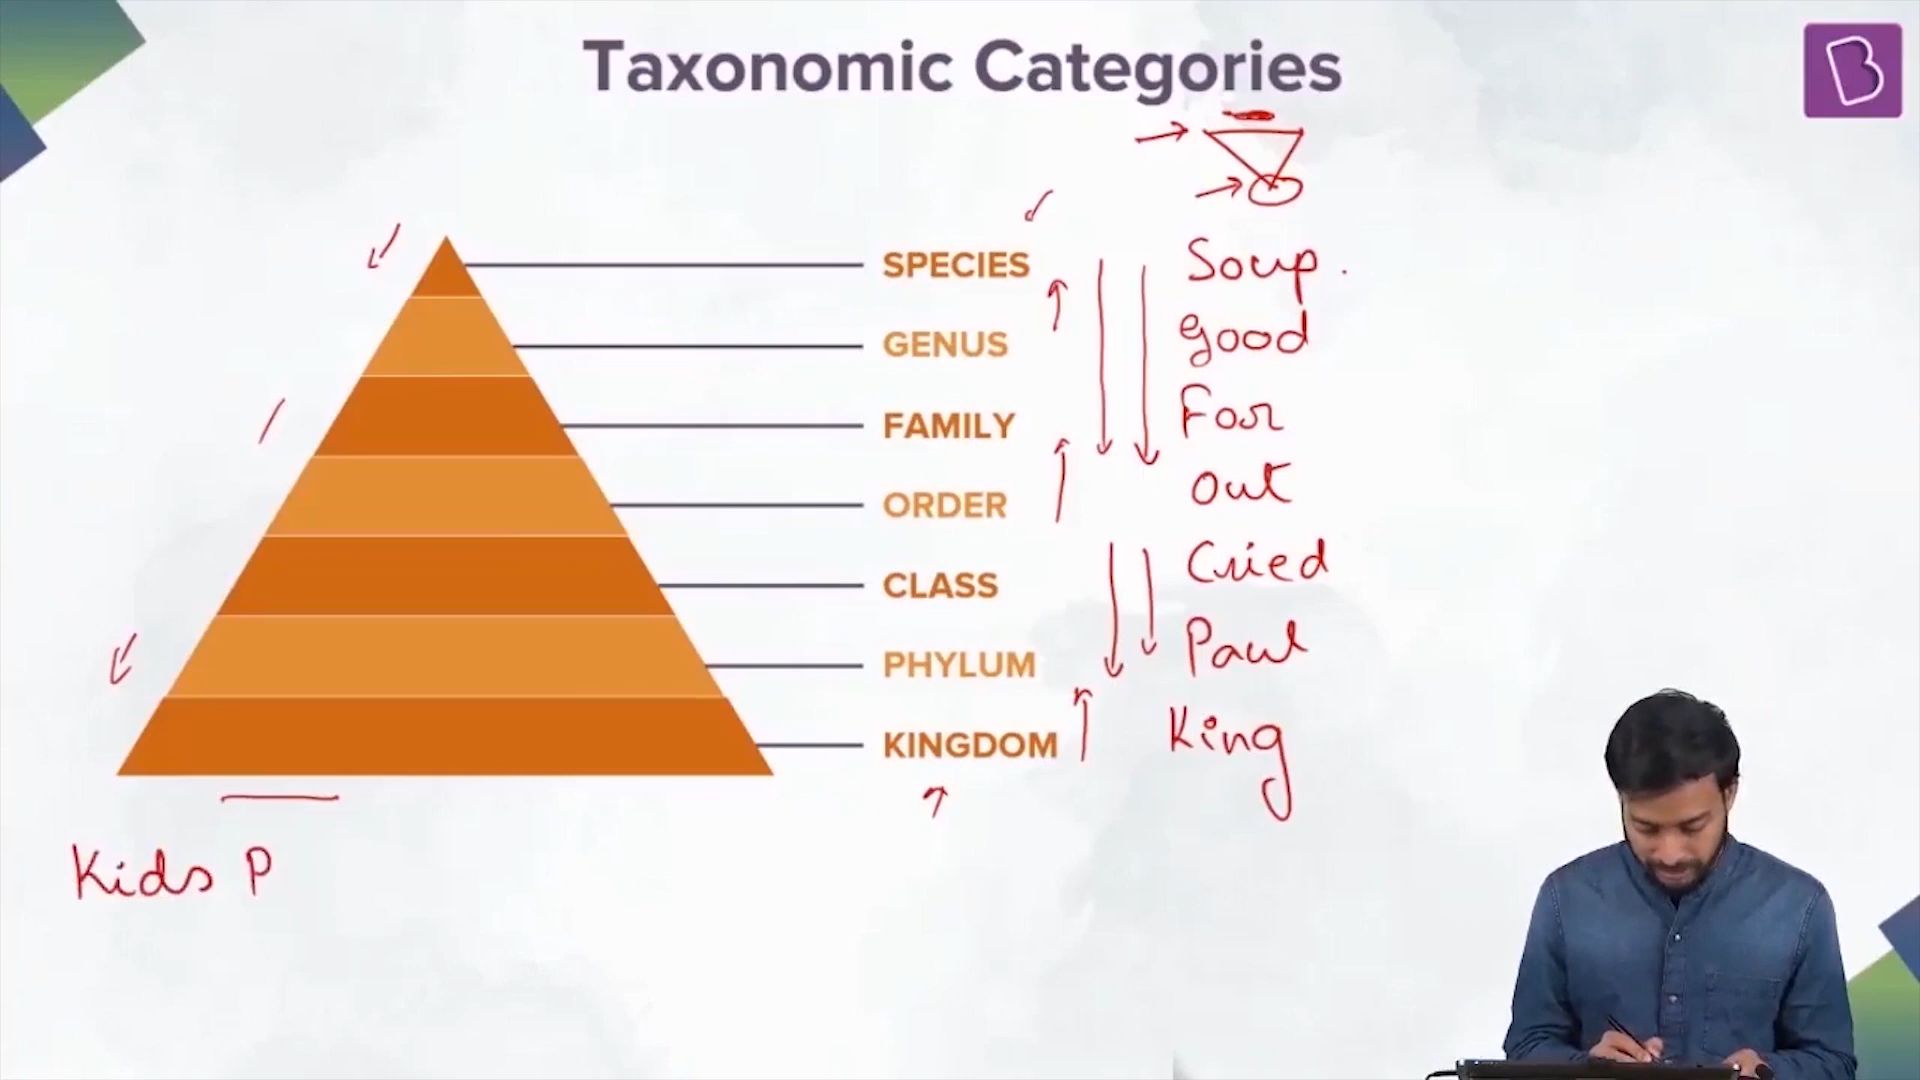 Taxonomic Categories
SPECIES
Soup.
GENUS
Good
FAMILY
For
ORDER
out
CLASS
Cried
PHYLUM
Paul
KINGDOM
King
Kids P
B